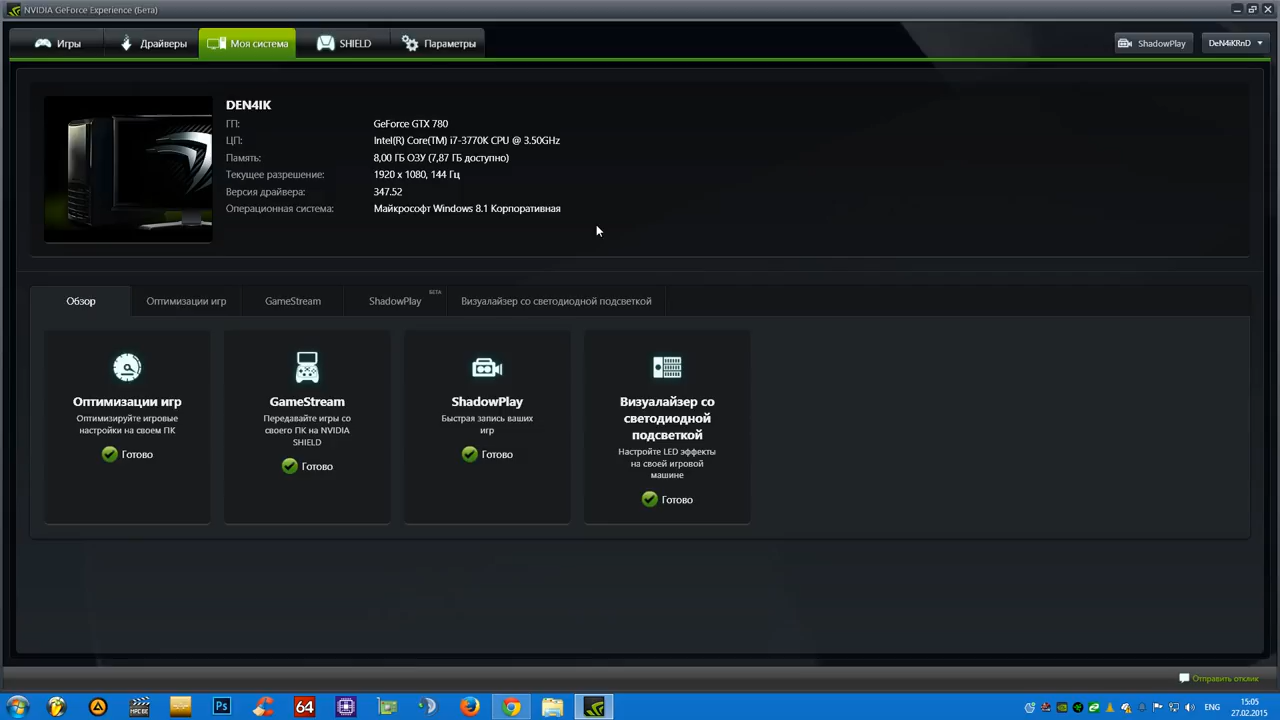 NVIDIA GeForce Experience (Бета)
Игры
Драйверы
Моя система
SHIELD
Параметры
ShadowPlay
DeN4iKRnD
DEN4IK
ГП: GeForce GTX 780
ЦП: Intel(R) Core(TM) i7-3770K CPU @ 3.50GHz
Память: 8,00 ГБ ОЗУ (7,87 ГБ доступно)
Текущее разрешение: 1920 x 1080, 144 Гц
Версия драйвера: 347.52
Операционная система: Майкрософт Windows 8.1 Корпоративная
Обзор
Оптимизации игр
GameStream
ShadowPlay
БЕТА
Визуалайзер со светодиодной подсветкой
Оптимизации игр
Оптимизируйте игровые
настройки на своем ПК
Готово
GameStream
Передавайте игры со
своего ПК на NVIDIA
SHIELD
Готово
ShadowPlay
Быстрая запись ваших
игр
Готово
Визуалайзер со
светодиодной
подсветкой
Настройте LED эффекты
на своей игровой
машине
Готово
Отправить отклик
Ps
64
ENG
15:05
27.02.2015